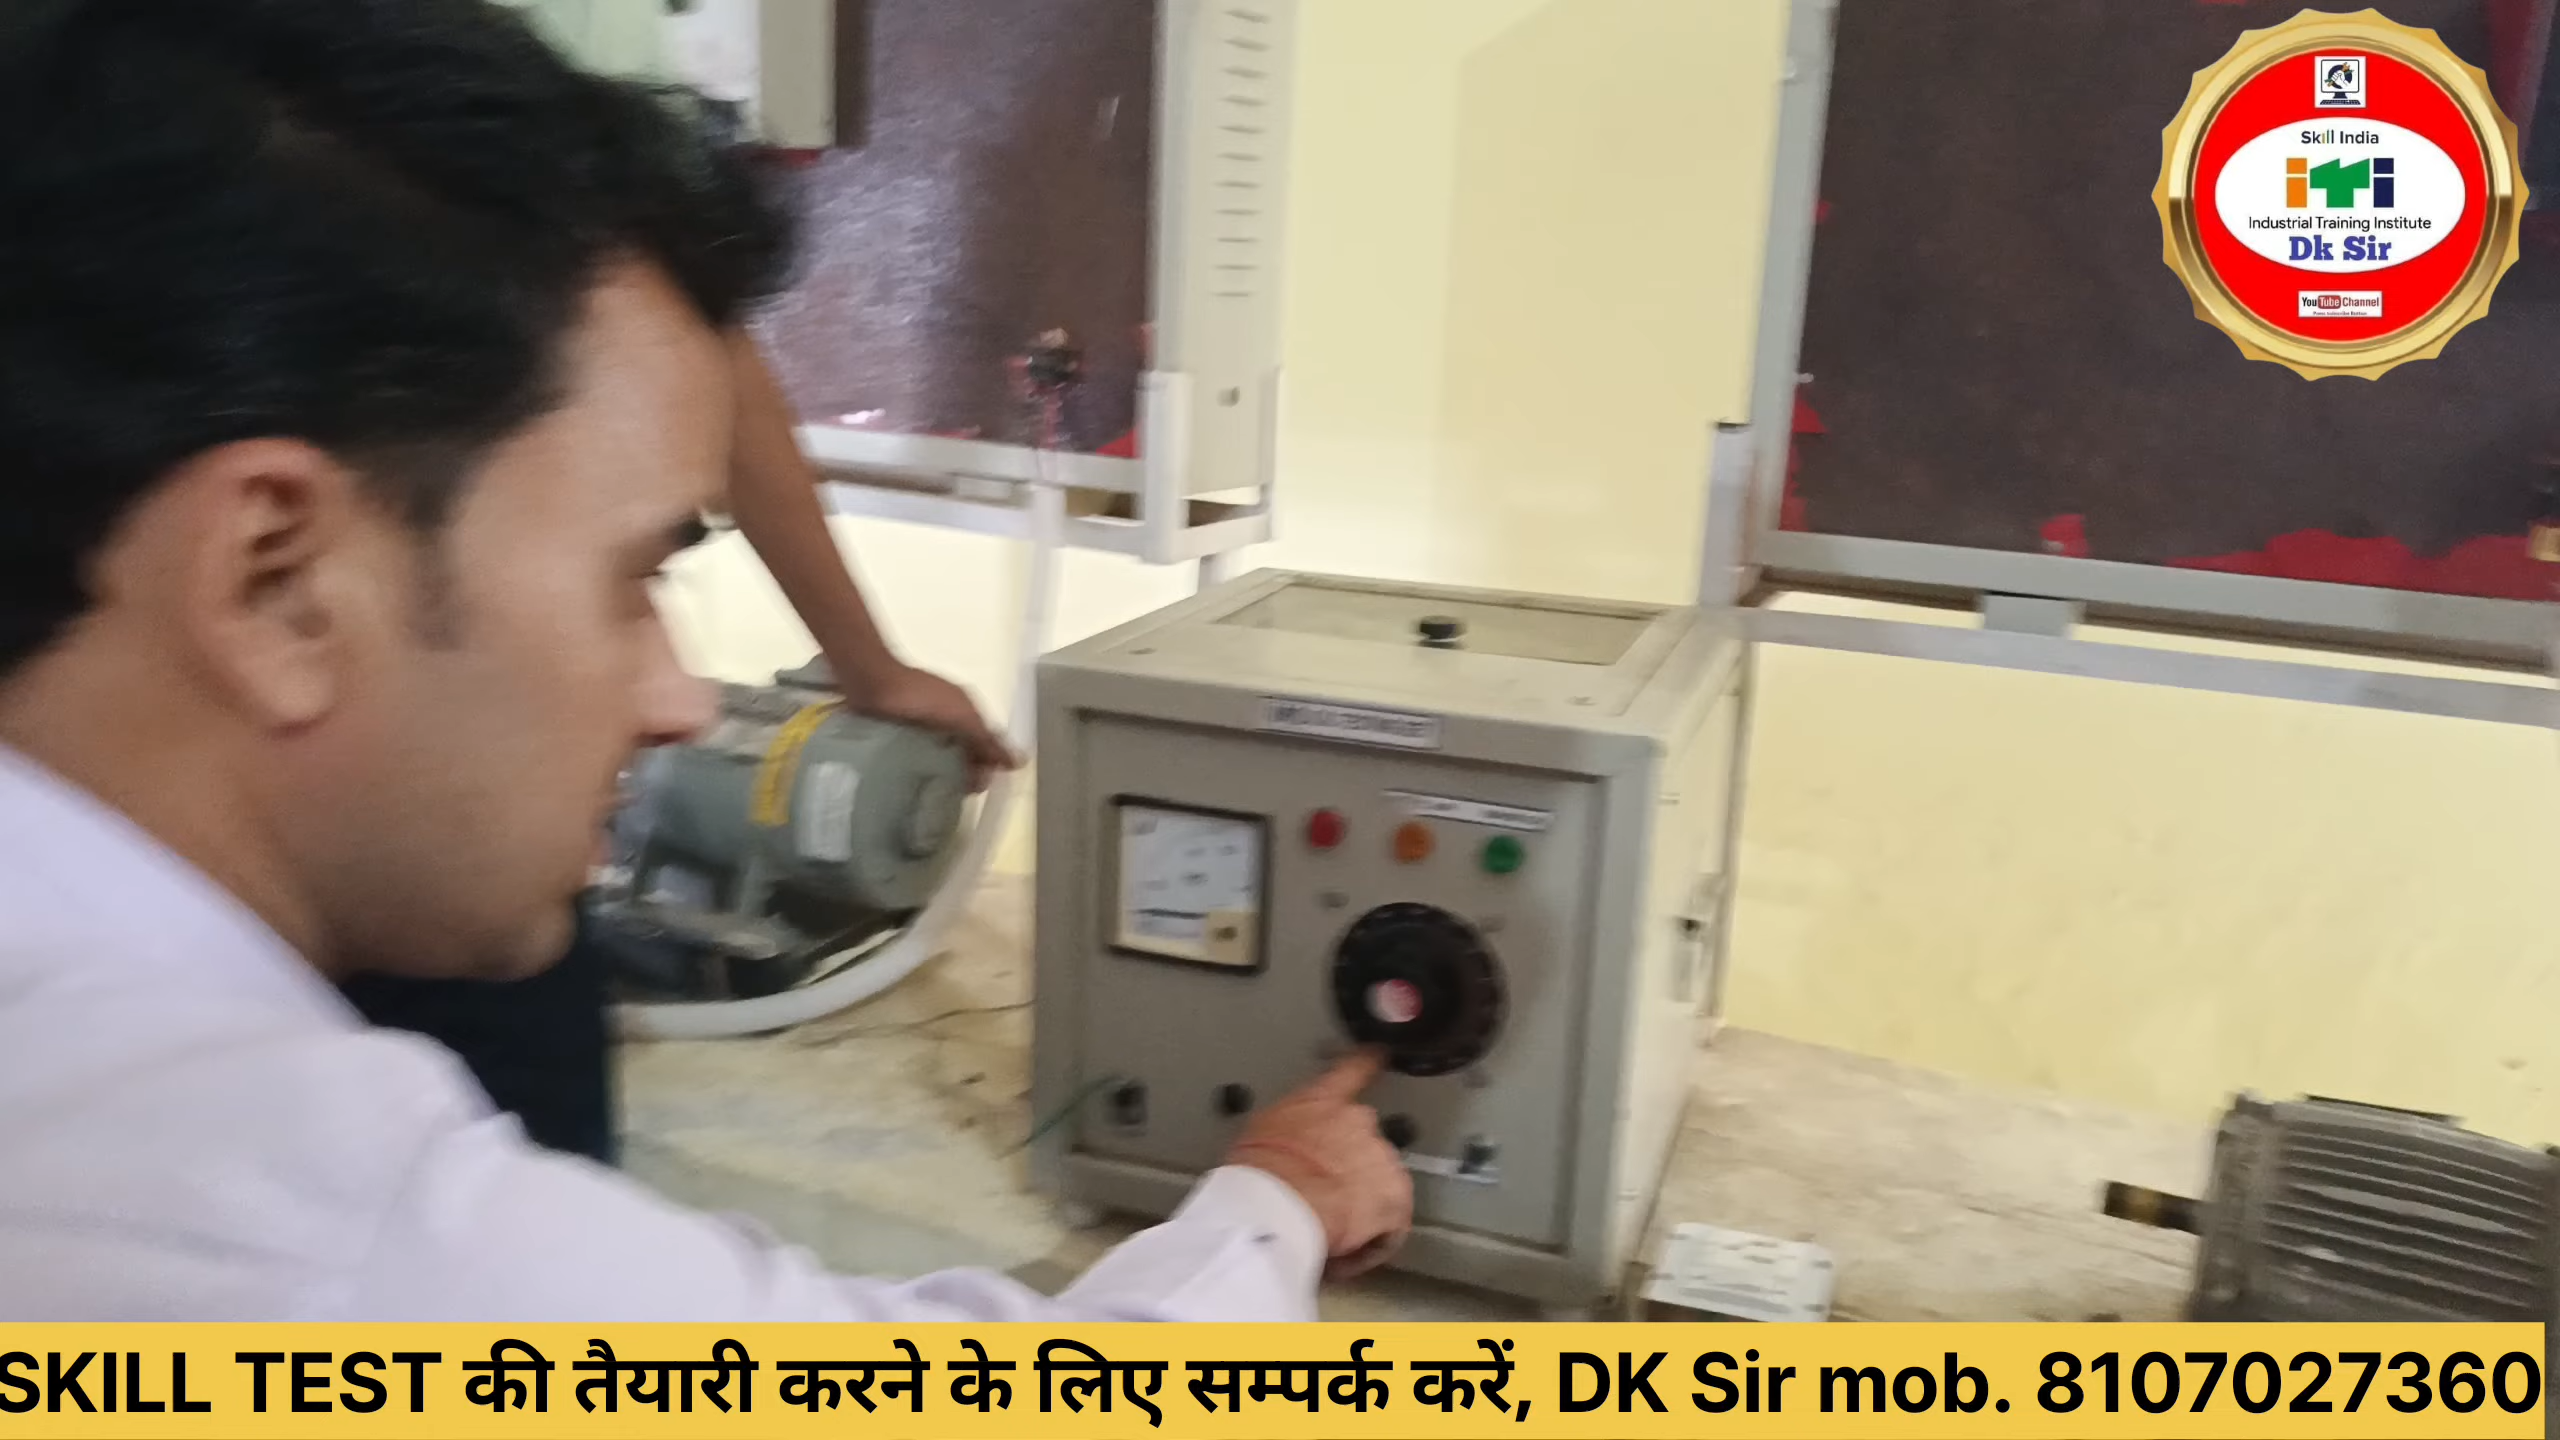 Skill India
iTi
Industrial Training Institute
Dk Sir
YouTube Channel
SKILL TEST की तैयारी करने के लिए सम्पर्क करें, DK Sir mob. 8107027360